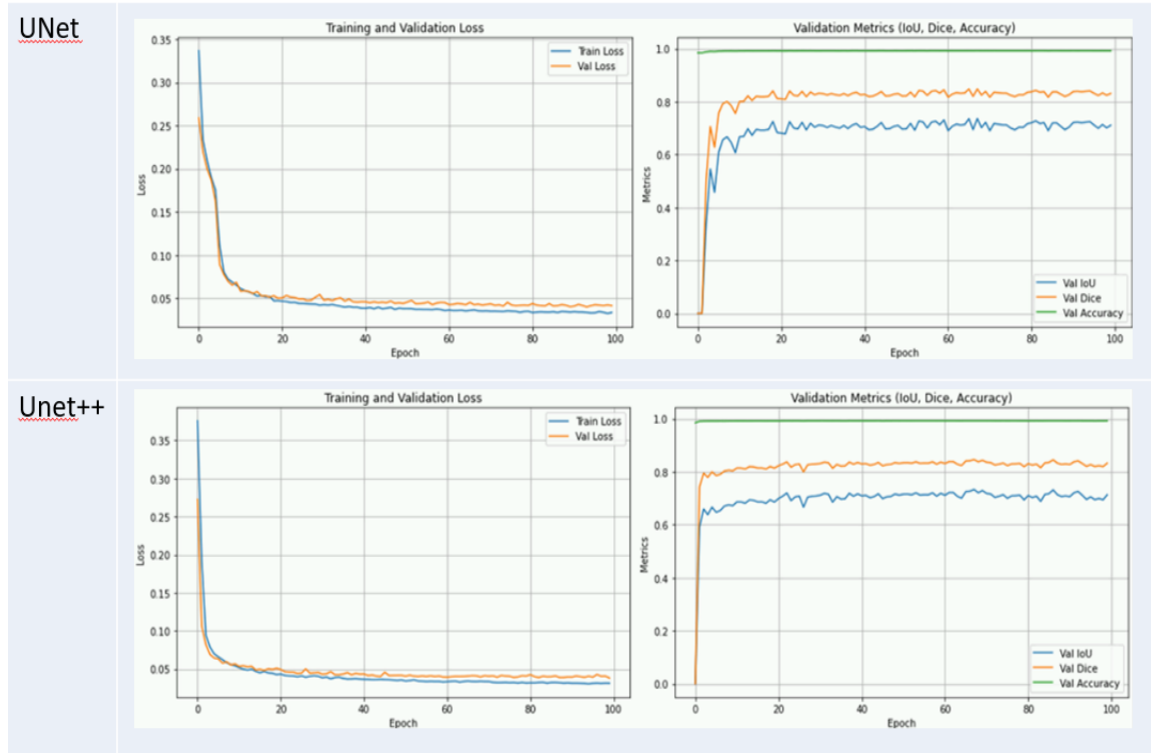 UNet
Training and Validation Loss
Train Loss
Val Loss
0.35
0.30
0.25
0.20
0.15
0.10
0.05
Loss
0 20 40 60 80 100
Epoch
Validation Metrics (IoU, Dice, Accuracy)
1.0
0.8
0.6
0.4
0.2
0.0
Metrics
Val IoU
Val Dice
Val Accuracy
0 20 40 60 80 100
Epoch
Unet++
Training and Validation Loss
Train Loss
Val Loss
0.35
0.30
0.25
0.20
0.15
0.10
0.05
Loss
0 20 40 60 80 100
Epoch
Validation Metrics (IoU, Dice, Accuracy)
1.0
0.8
0.6
0.4
0.2
0.0
Metrics
Val IoU
Val Dice
Val Accuracy
0 20 40 60 80 100
Epoch